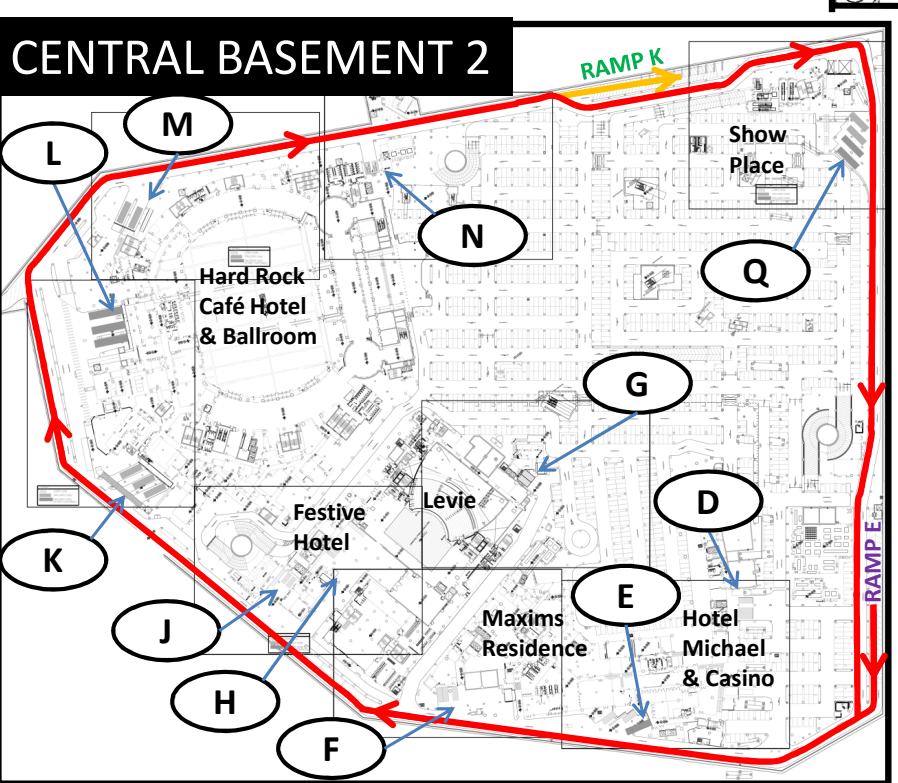 CENTRAL BASEMENT 2
RAMP K
M
L
Show
Place
N
Hard Rock
Café Hotel
& Ballroom
Q
G
Levie
D
Festive
Hotel
K
RAMP E
E
J
Maxims
Residence
Hotel
Michael
& Casino
H
F